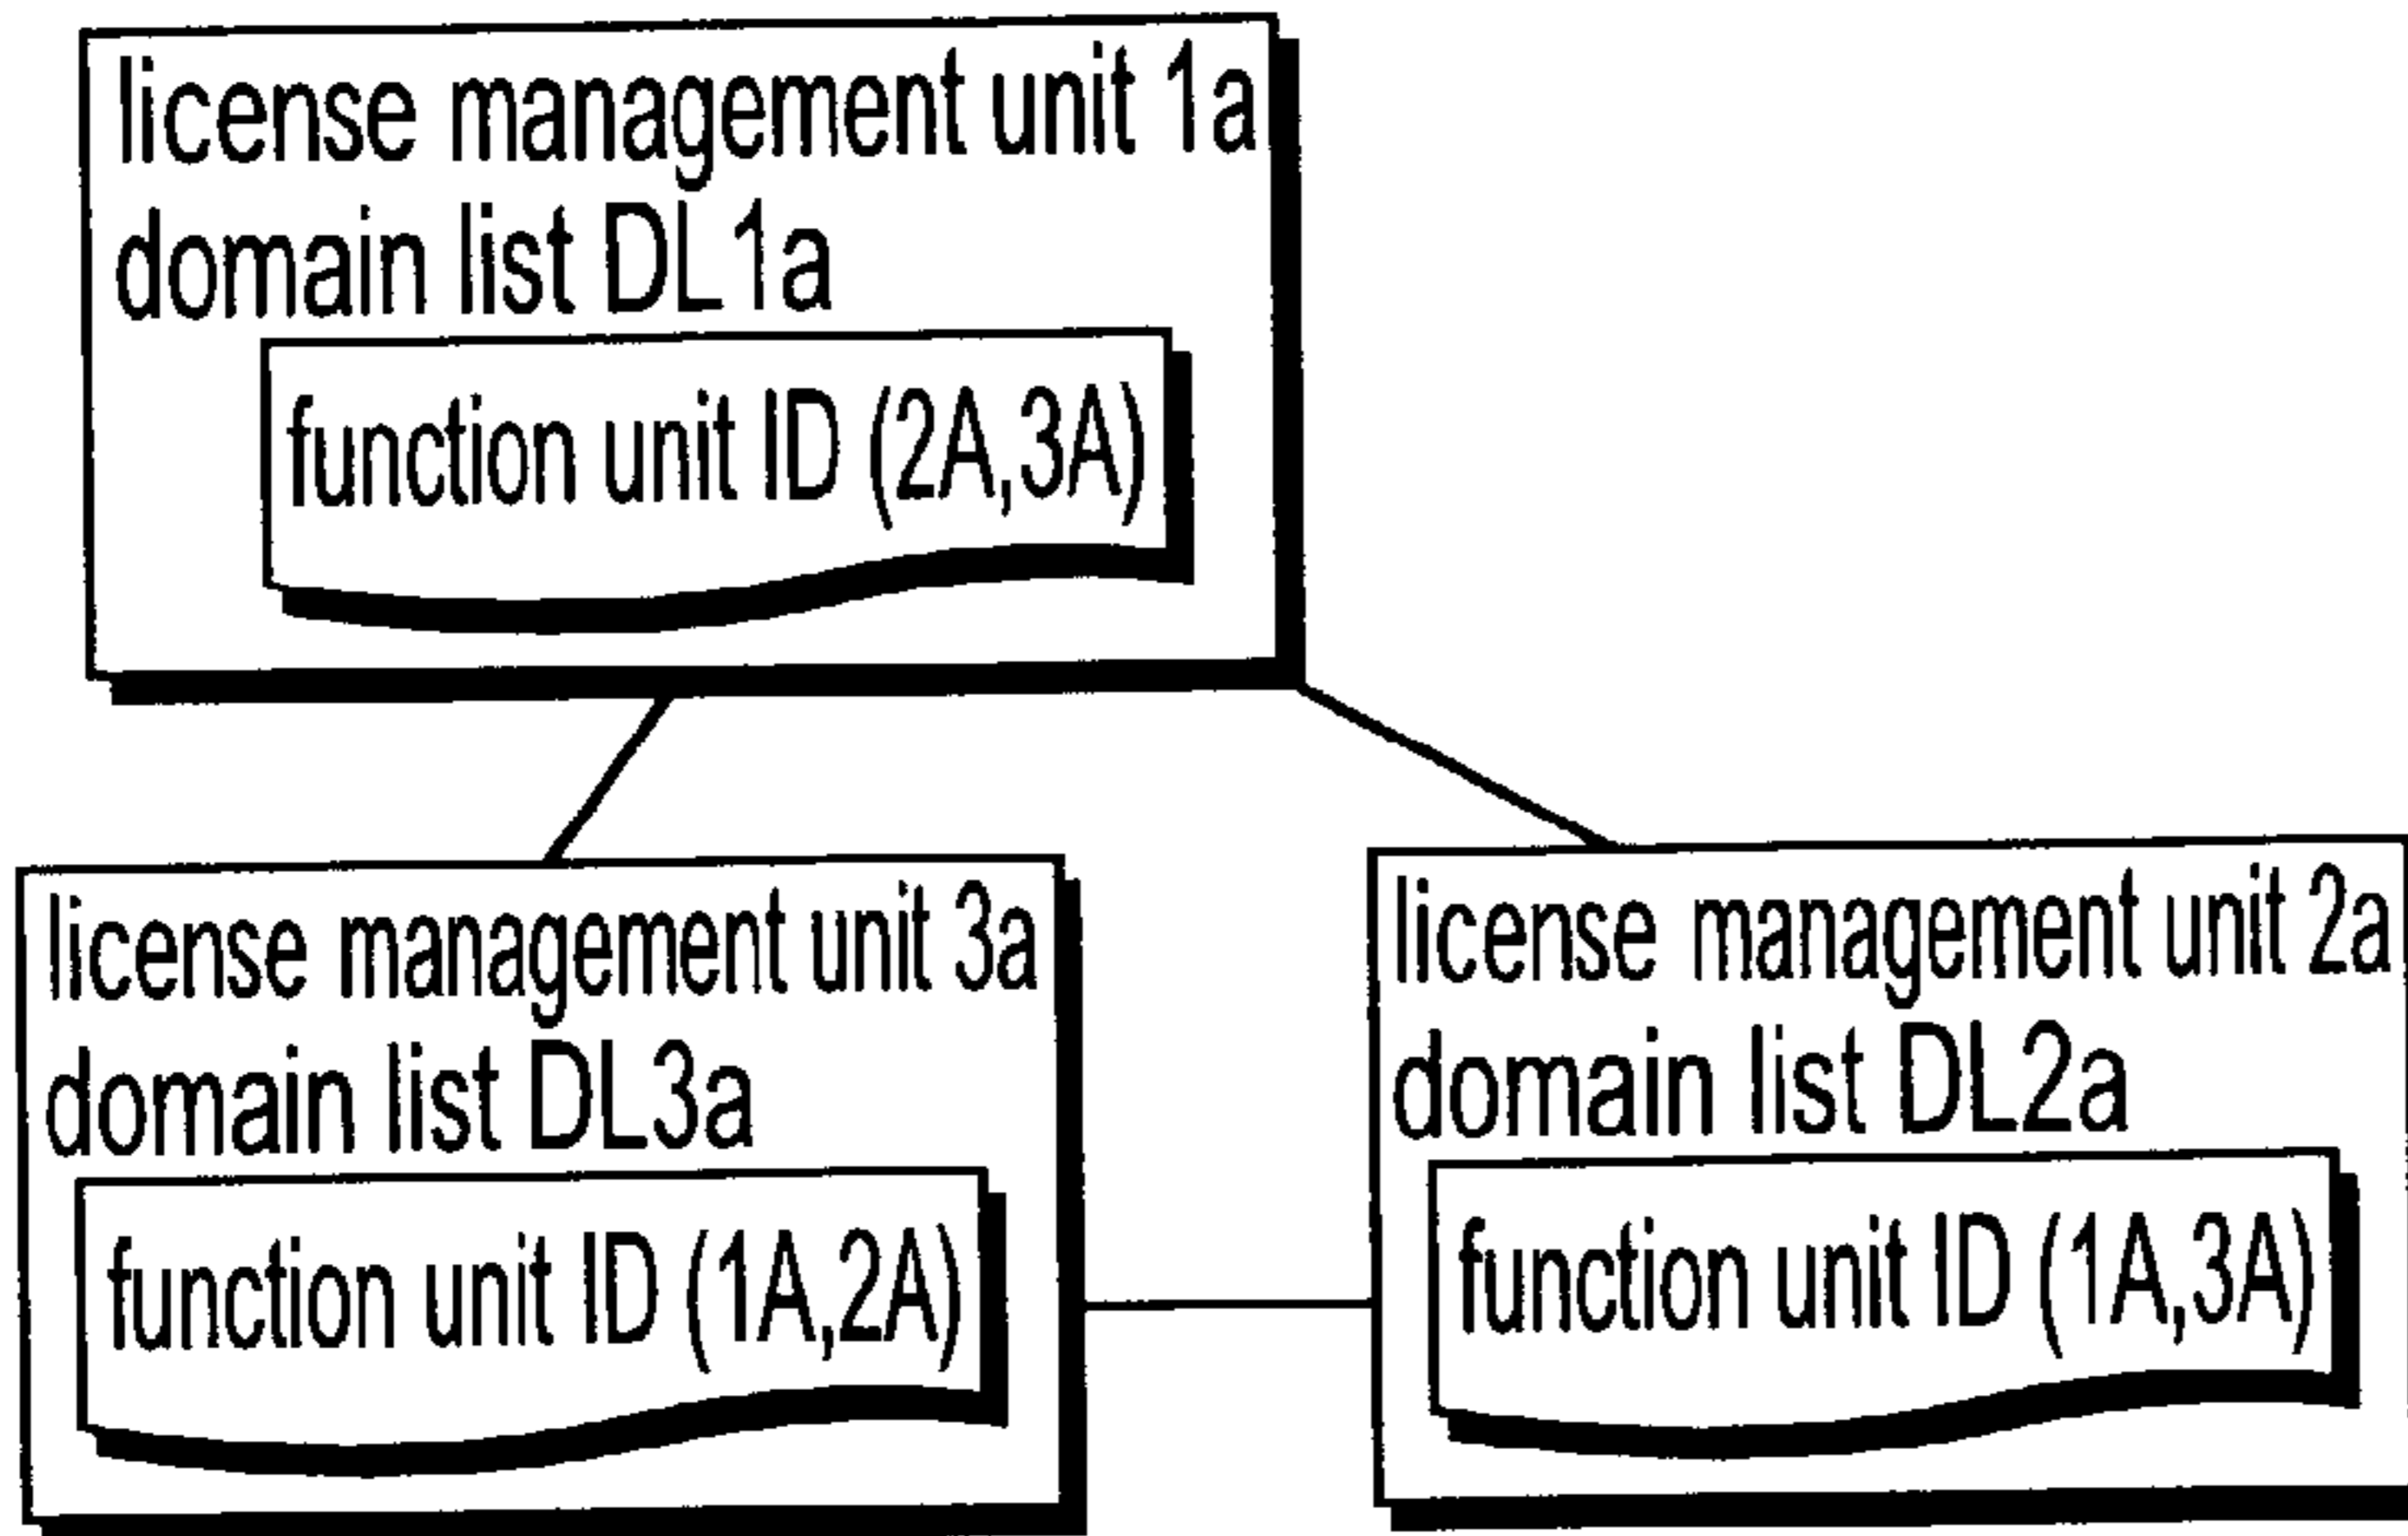 license management unit 1a
domain list DL1a
function unit ID (2A,3A)
license management unit 3a
domain list DL3a
function unit ID (1A,2A)
license management unit 2a
domain list DL2a
function unit ID (1A,3A)